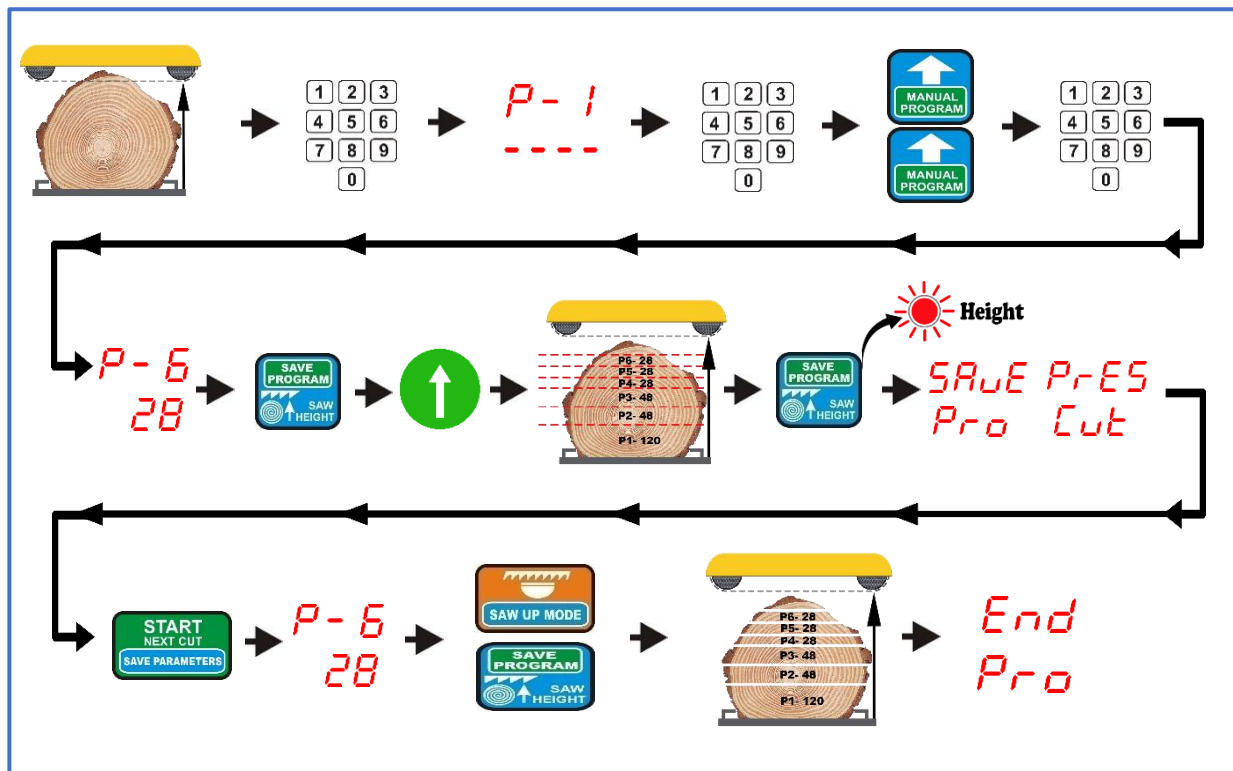 1 2 3
4 5 6
7 8 9
0
P-1
----
1 2 3
4 5 6
7 8 9
0
MANUAL
PROGRAM
MANUAL
PROGRAM
1 2 3
4 5 6
7 8 9
0
P-6
28
SAVE
PROGRAM
SAW
HEIGHT
P6- 28
P5- 28
P4- 28
P3- 48
P2- 48
P1- 120
SAVE
PROGRAM
SAW
HEIGHT
Height
SAuE PrES
Pro Cut
START
NEXT CUT
SAVE PARAMETERS
P-6
28
SAW UP MODE
SAVE
PROGRAM
SAW
HEIGHT
P6- 28
P5- 28
P4- 28
P3- 48
P2- 48
P1- 120
End
Pro